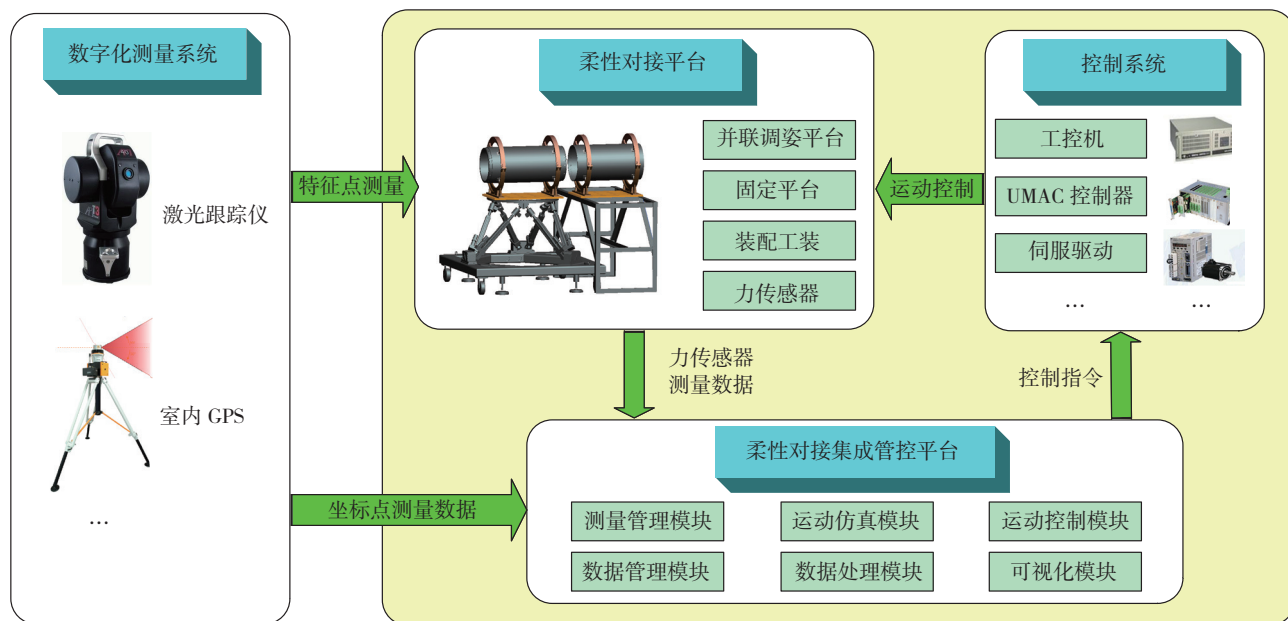 数字化测量系统
激光跟踪仪
室内 GPS
…
特征点测量
坐标点测量数据
柔性对接平台
并联调姿平台
固定平台
装配工装
力传感器
运动控制
控制系统
工控机
UMAC 控制器
伺服驱动
… …
力传感器
测量数据
控制指令
柔性对接集成管控平台
测量管理模块 运动仿真模块 运动控制模块
数据管理模块 数据处理模块 可视化模块